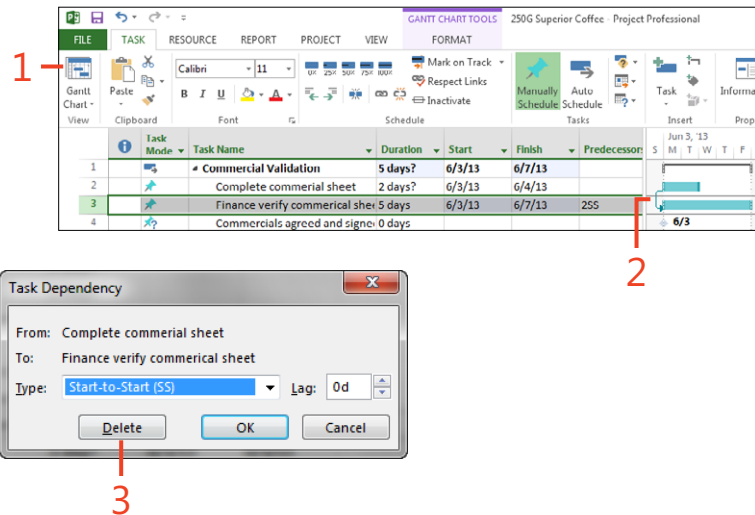 GANTT CHART TOOLS 250G Superior Coffee - Project Professional
FILE TASK RESOURCE REPORT PROJECT VIEW FORMAT
1
Gantt Chart
Paste
Calibri 11
B I U A
0% 25% 50% 75% 100%
Mark on Track
Respect Links
Inactivate
Manually Schedule
Auto Schedule
Task
Informa
View Clipboard Font Schedule Tasks Insert Prop
Task Mode Task Name Duration Start Finish Predecessors
Jun 3, '13
S M T W T F
1 Commercial Validation 5 days? 6/3/13 6/7/13
2 Complete commerial sheet 2 days? 6/3/13 6/4/13
3 Finance verify commerical shee 5 days 6/3/13 6/7/13 2SS
4 Commercials agreed and signe 0 days 6/3
2
Task Dependency
From: Complete commerial sheet
To: Finance verify commerical sheet
Type: Start-to-Start (SS) Lag: 0d
Delete OK Cancel
3